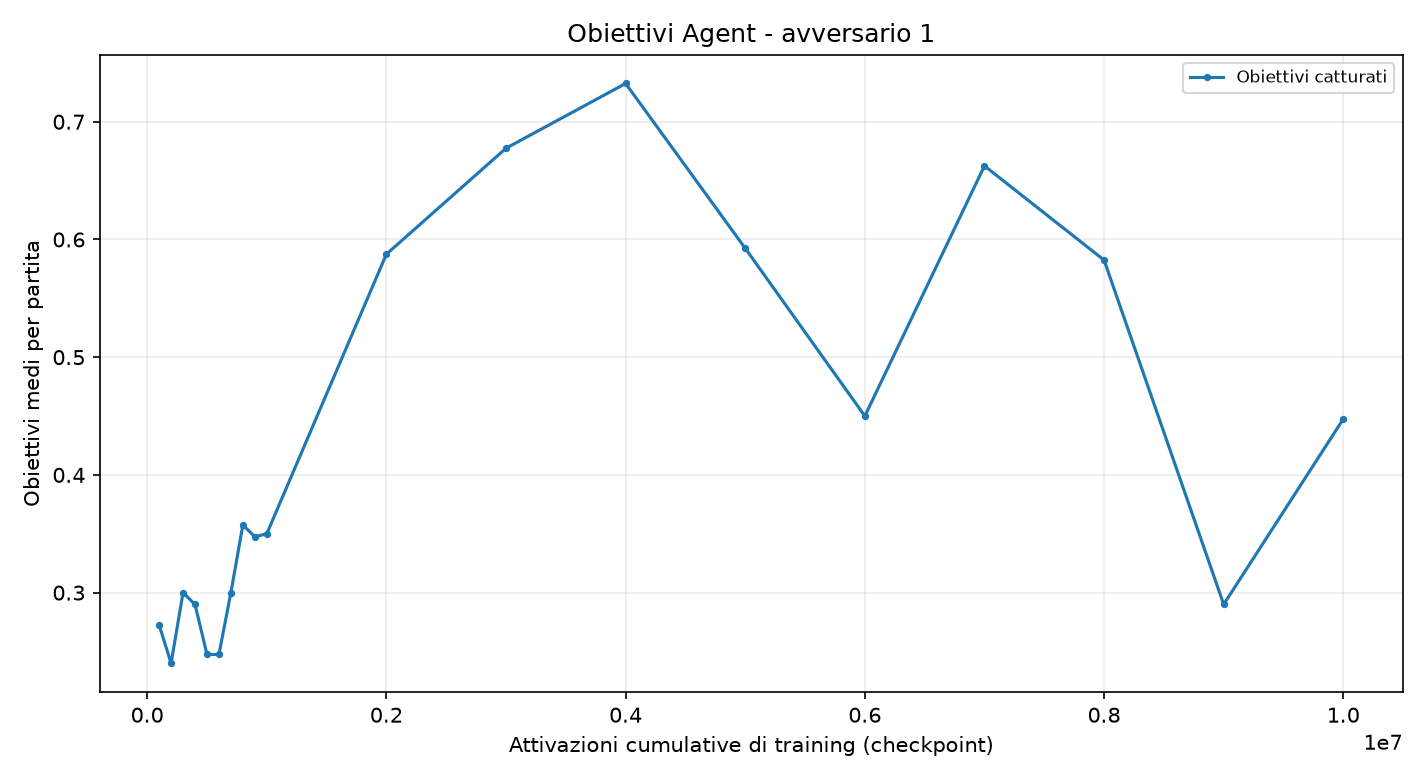 Obiettivi Agent - avversario 1
Obiettivi catturati
Obiettivi medi per partita
0.7
0.6
0.5
0.4
0.3
0.0 0.2 0.4 0.6 0.8 1.0
1e7
Attivazioni cumulative di training (checkpoint)